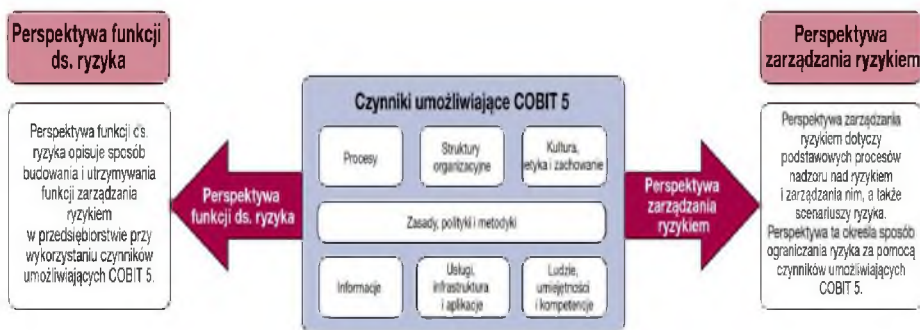 Perspektywa funkcji
ds. ryzyka
Perspektywa funkcji ds.
ryzyka opisuje sposób
budowania i utrzymywania
funkcji zarządzania
ryzykiem
w przedsiębiorstwie przy
wykorzystaniu czynników
umożliwiających COBIT 5.
Perspektywa
funkcji ds. ryzyka
Czynniki umożliwiające COBIT 5
Procesy
Struktury
organizacyjne
Kultura,
etyka i zachowanie
Zasady, polityki i metodyki
Informacje
Usługi,
infrastruktura
i aplikacje
Ludzie,
umiejętności
i kompetencje
Perspektywa
zarządzania
ryzykiem
Perspektywa
zarządzania ryzykiem
Perspektywa zarządzania
ryzykiem dotyczy
podstawowych procesów
nadzoru nad ryzykiem
i zarządzania nim, a także
scenariuszy ryzyka.
Perspektywa ta określa sposób
ograniczania ryzyka za pomocą
czynników umożliwiających
COBIT 5.